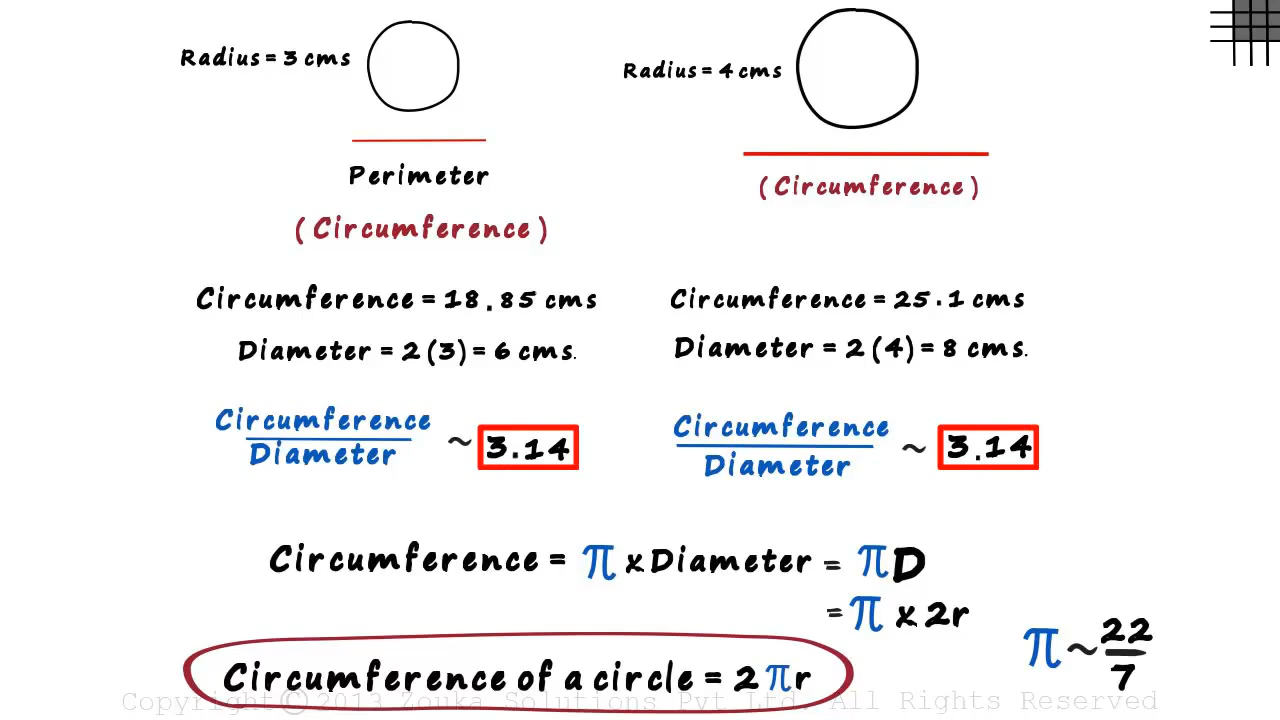 Radius = 3 cms
Radius = 4 cms
Perimeter
(Circumference)
(Circumference)
Circumference = 18.85 cms
Circumference = 25.1 cms
Diameter = 2(3) = 6 cms.
Diameter = 2(4) = 8 cms.
Circumference
Diameter
~ 3.14
Circumference
Diameter
~ 3.14
Circumference = π x Diameter = πD
= π x 2r
π ~ 22
7
Circumference of a circle = 2πr
Copyright © 2013 Zouka Solutions Pvt Ltd. All Rights Reserved